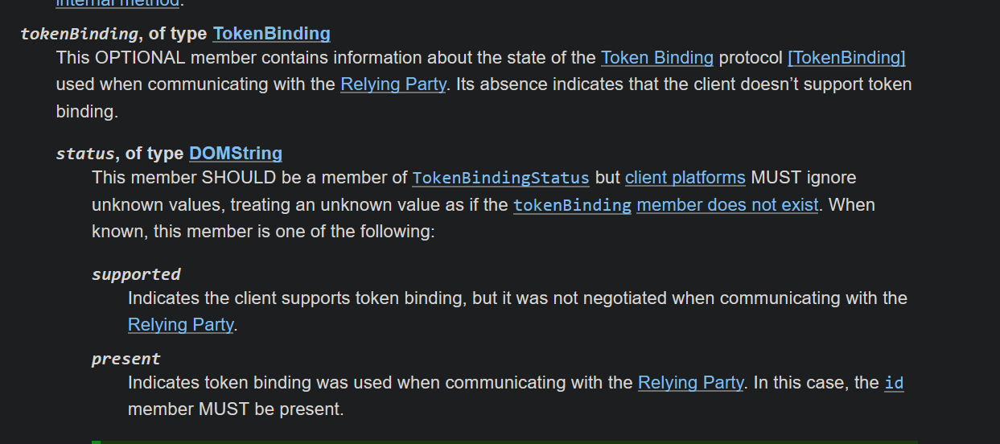 internal method.
tokenBinding, of type TokenBinding
This OPTIONAL member contains information about the state of the Token Binding protocol [TokenBinding]
used when communicating with the Relying Party. Its absence indicates that the client doesn’t support token
binding.
status, of type DOMString
This member SHOULD be a member of TokenBindingStatus but client platforms MUST ignore
unknown values, treating an unknown value as if the tokenBinding member does not exist. When
known, this member is one of the following:
supported
Indicates the client supports token binding, but it was not negotiated when communicating with the
Relying Party.
present
Indicates token binding was used when communicating with the Relying Party. In this case, the id
member MUST be present.